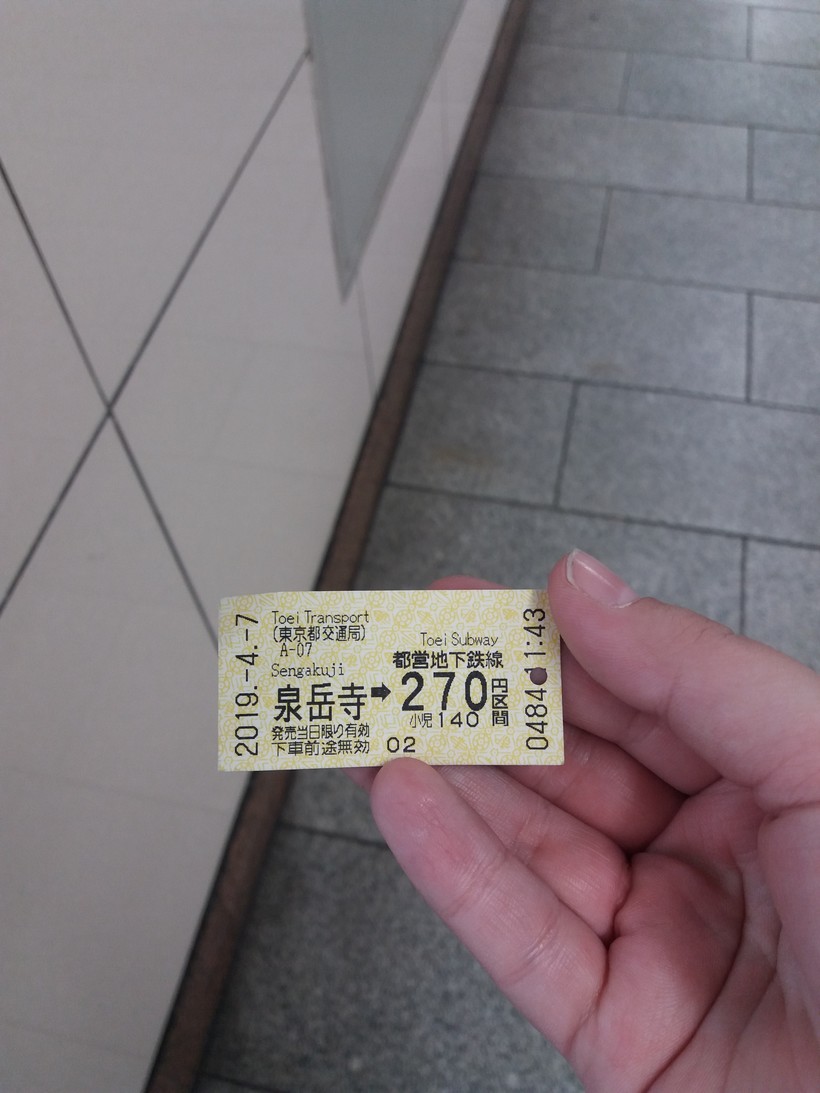 2019.-4.-7
Toei Transport
(東京都交通局)
A-07
Sengakuji
泉岳寺➡
Toei Subway
都営地下鉄線
270円区間
小児140
発売当日限り有効
下車前途無効 02
0484 11:43